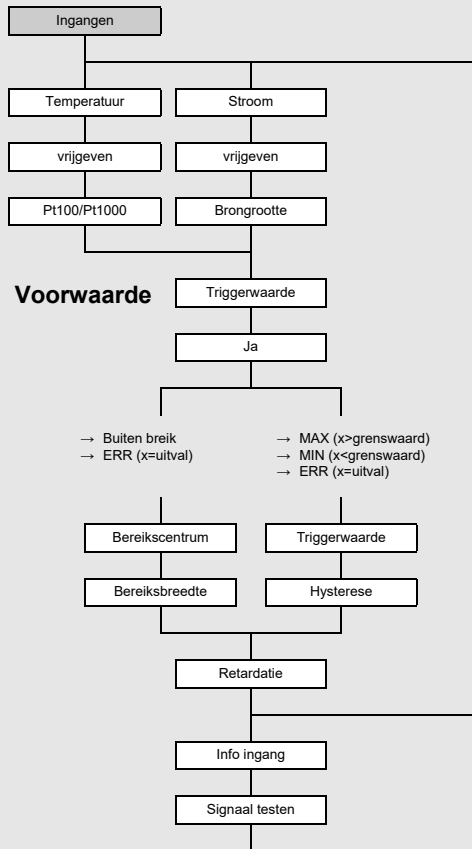 Ingangen
Temperatuur
Stroom
vrijgeven
vrijgeven
Pt100/Pt1000
Brongrootte
Voorwaarde
Triggerwaarde
Ja
→ Buiten breik
→ ERR (x=uitval)
→ MAX (x>grenswaard)
→ MIN (x<grenswaard)
→ ERR (x=uitval)
Bereikscentrum
Triggerwaarde
Bereiksbreedte
Hysterese
Retardatie
Info ingang
Signaal testen